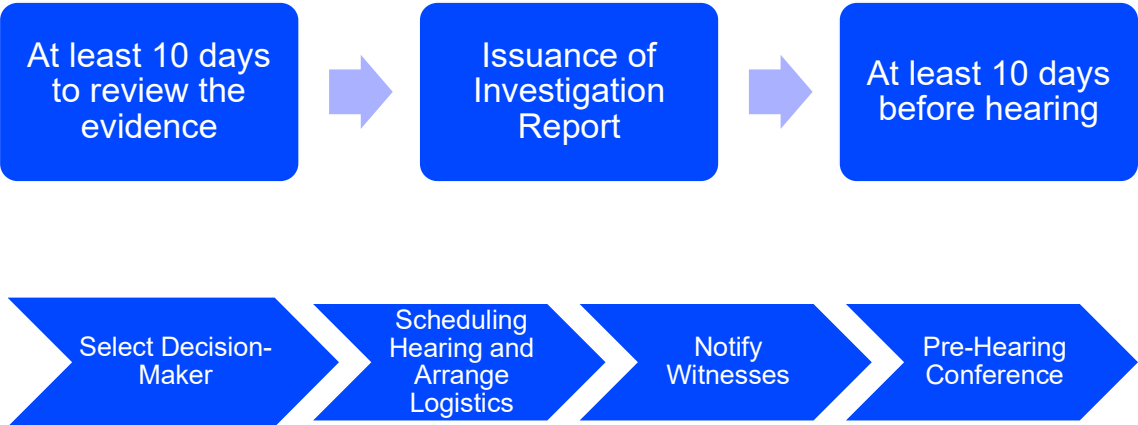 At least 10 days
to review the
evidence
Issuance of
Investigation
Report
At least 10 days
before hearing
Select Decision-
Maker
Scheduling
Hearing and
Arrange
Logistics
Notify
Witnesses
Pre-Hearing
Conference